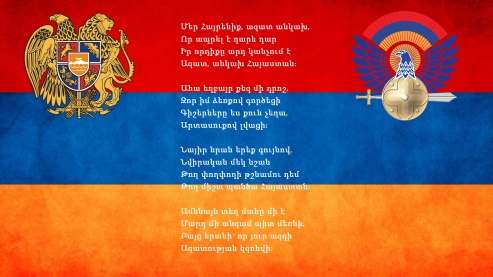 Մեր Հայրենիք, ազատ անկախ,
Որ ապրել է դարե դար
Իր որդիքը արդ կանչում է
Ազատ, անկախ Հայաստան։
Ահա եղբայր քեզ մի դրոշ,
Զոր իմ ձեռքով գործեցի
Գիշերները ես քուն չեղա,
Արտասուքով լվացի։
Նայիր նրան երեք գույնով,
Նվիրական մեկ նշան
Թող փողփողի թշնամու դեմ
Թող միշտ պանծա Հայաստան։
Ամենայն տեղ մահը մի է
Մարդ մի անգամ պիտ մեռնի,
Բայց երանի՝ որ յուր ազգի
Ազատության կզոհվի։